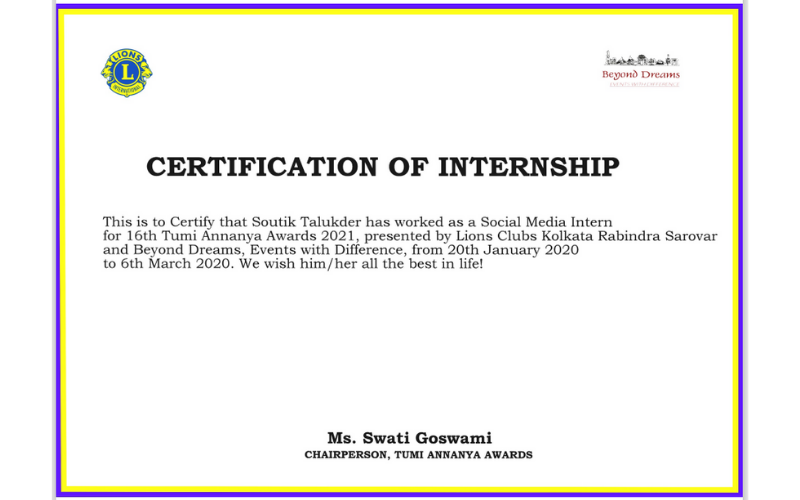 LIONS
L
INTERNATIONAL
Beyond Dreams
CERTIFICATION OF INTERNSHIP
This is to Certify that Soutik Talukder has worked as a Social Media Intern
for 16th Tumi Annanya Awards 2021, presented by Lions Clubs Kolkata Rabindra Sarovar
and Beyond Dreams, Events with Difference, from 20th January 2020
to 6th March 2020. We wish him/her all the best in life!
Ms. Swati Goswami
CHAIRPERSON, TUMI ANNANYA AWARDS